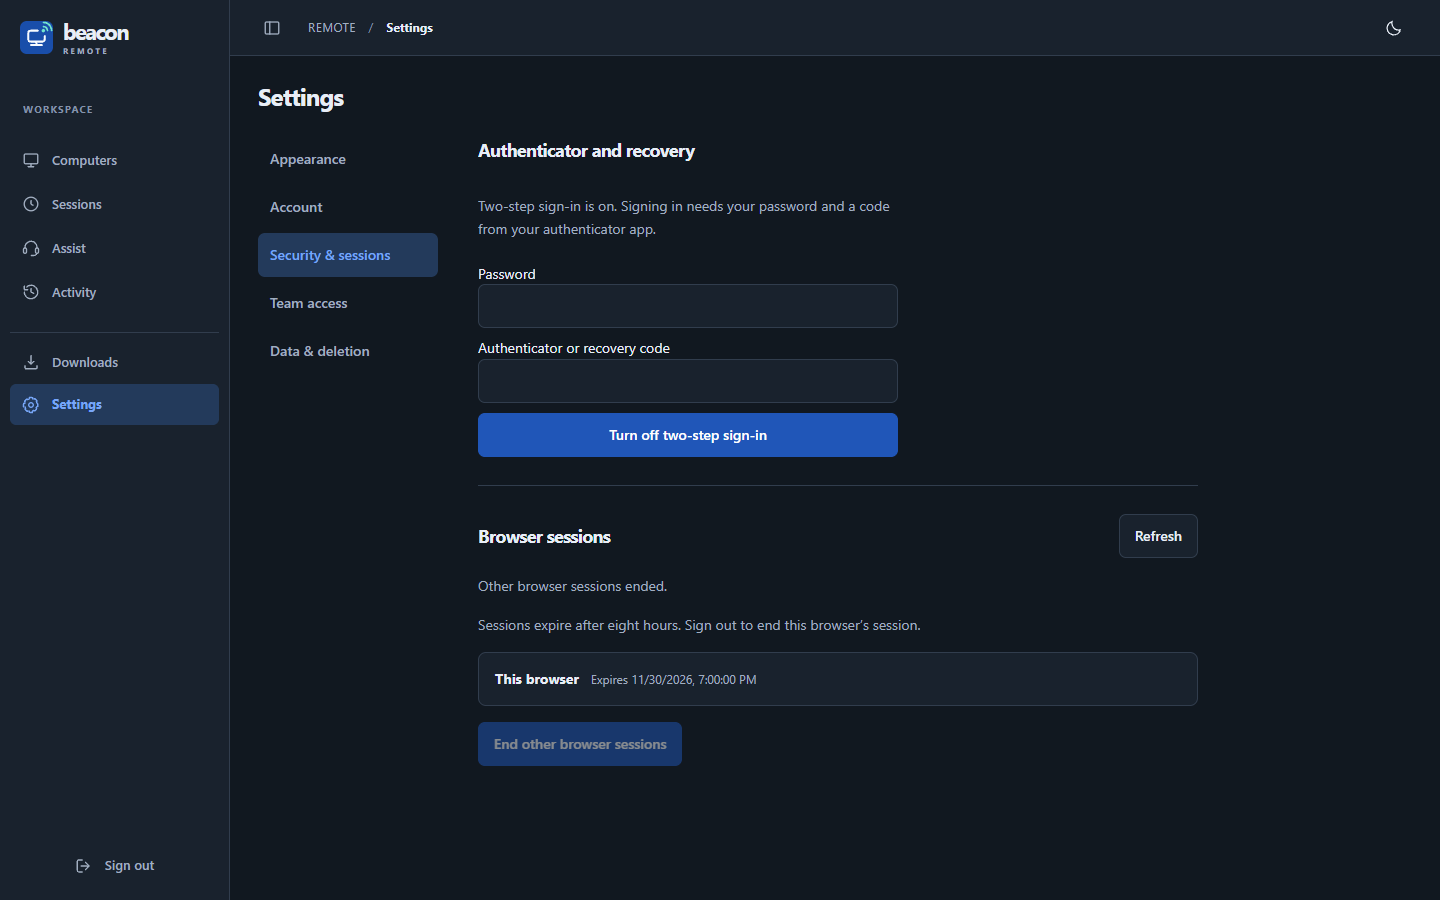 beacon
REMOTE
WORKSPACE
Computers
Sessions
Assist
Activity
Downloads
Settings
Sign out
REMOTE / Settings
Settings
Appearance
Account
Security & sessions
Team access
Data & deletion
Authenticator and recovery
Two-step sign-in is on. Signing in needs your password and a code
from your authenticator app.
Password
Authenticator or recovery code
Turn off two-step sign-in
Browser sessions
Refresh
Other browser sessions ended.
Sessions expire after eight hours. Sign out to end this browser’s session.
This browser Expires 11/30/2026, 7:00:00 PM
End other browser sessions